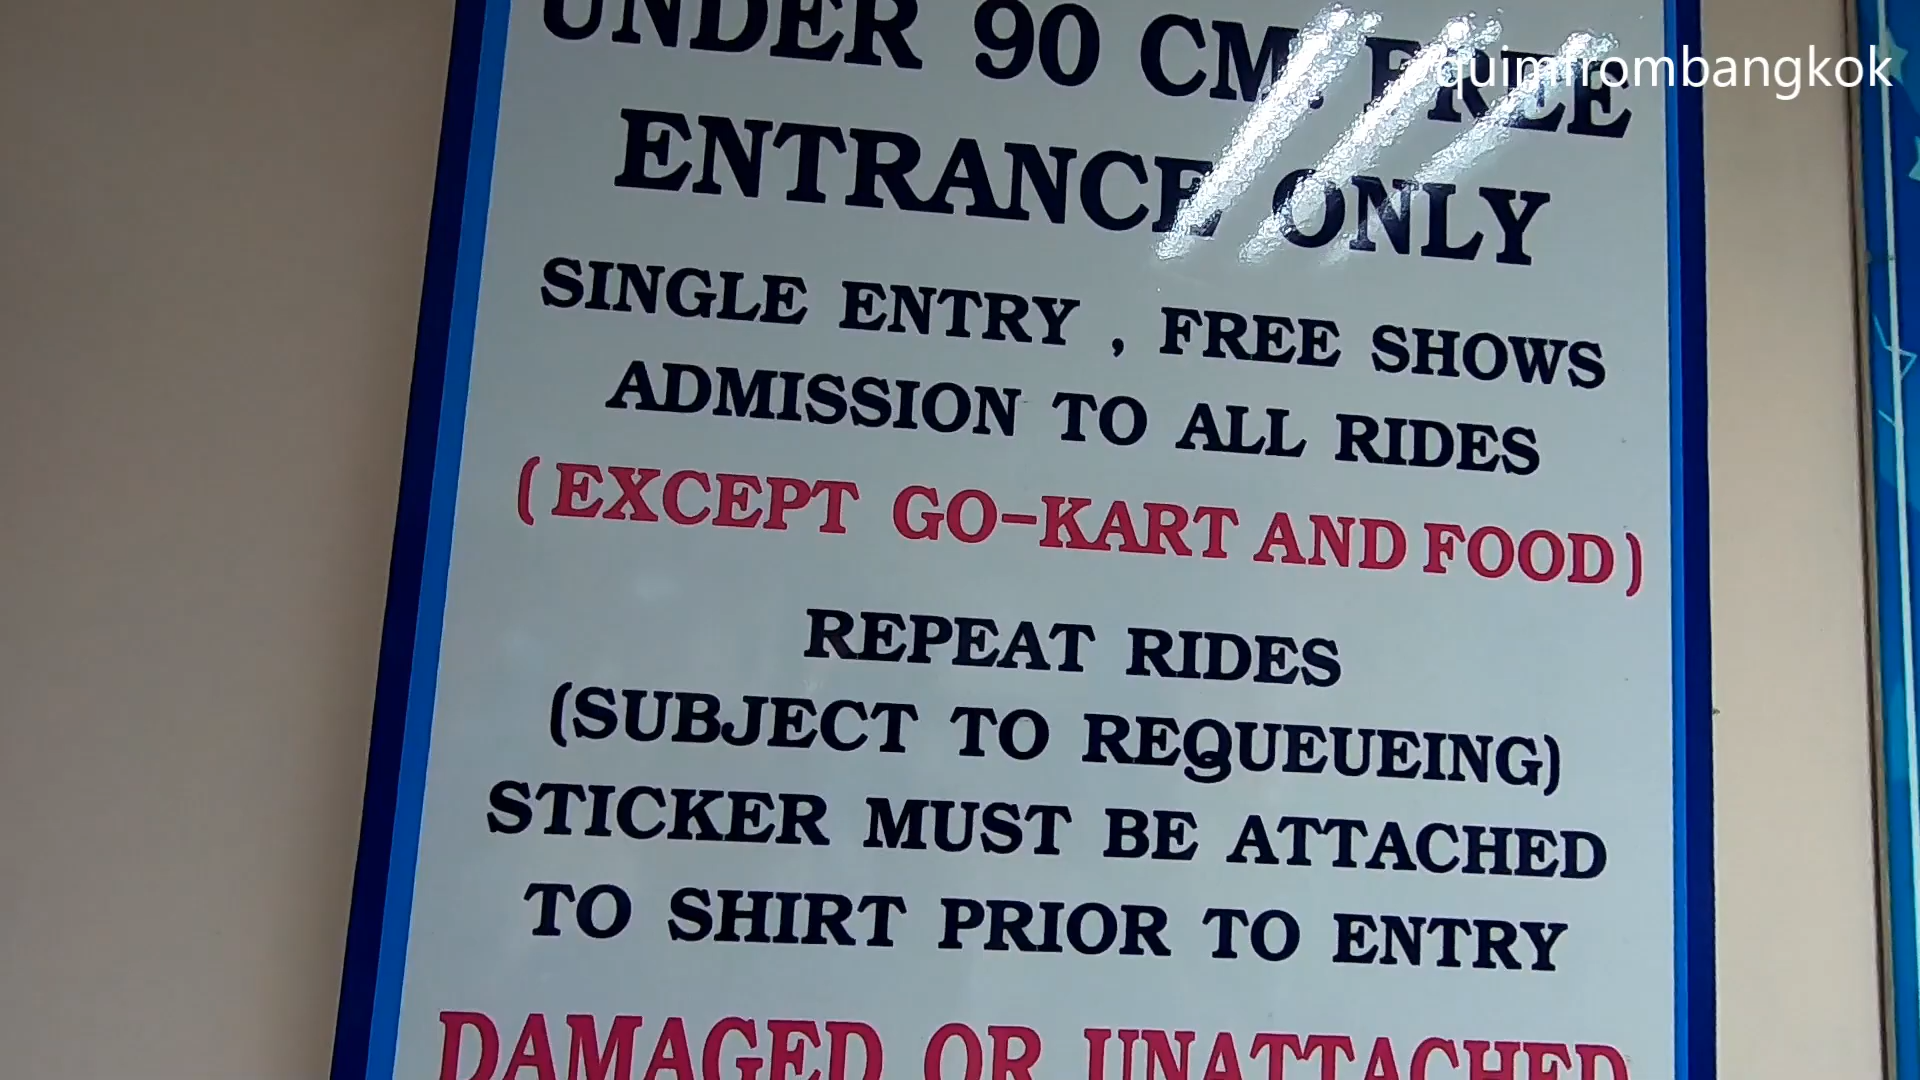 UNDER 90 CM. FREE
quimfrombangkok
ENTRANCE ONLY
SINGLE ENTRY , FREE SHOWS
ADMISSION TO ALL RIDES
(EXCEPT GO-KART AND FOOD)
REPEAT RIDES
(SUBJECT TO REQUEUEING)
STICKER MUST BE ATTACHED
TO SHIRT PRIOR TO ENTRY
DAMAGED OR UNATTACHED